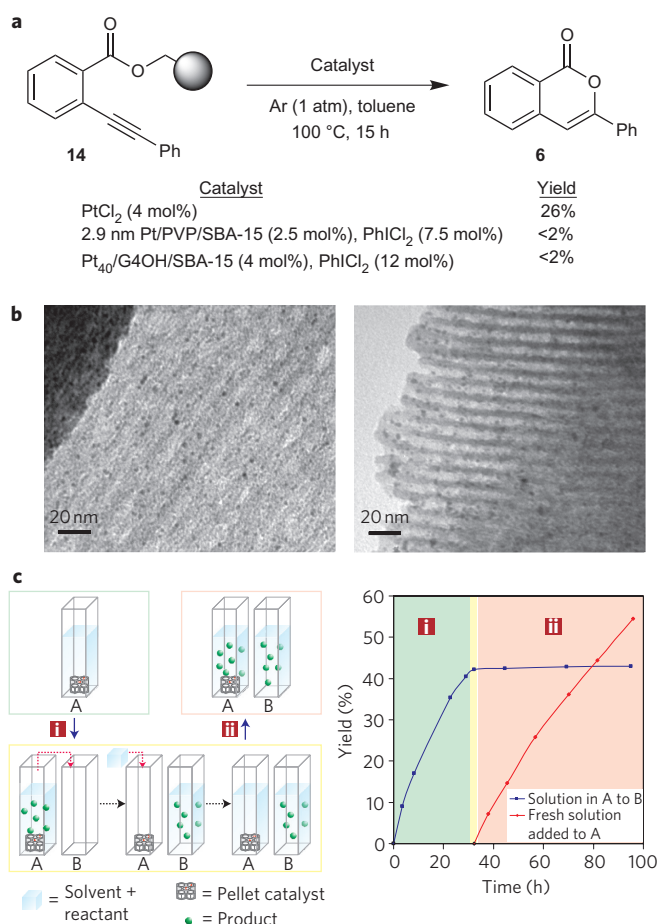 a
O
O
Ph
14
Catalyst
Ar (1 atm), toluene
100 °C, 15 h
O
O
Ph
6
Catalyst Yield
PtCl₂ (4 mol%) 26%
2.9 nm Pt/PVP/SBA-15 (2.5 mol%), PhICl₂ (7.5 mol%) <2%
Pt₄₀/G4OH/SBA-15 (4 mol%), PhICl₂ (12 mol%) <2%
b
20 nm
20 nm
c
A
A B
i
ii
A B
A B
A B
= Solvent + reactant
= Pellet catalyst
= Product
60
50
40
30
20
10
0
Yield (%)
i
ii
Solution in A to B
Fresh solution
added to A
0 20 40 60 80 100
Time (h)